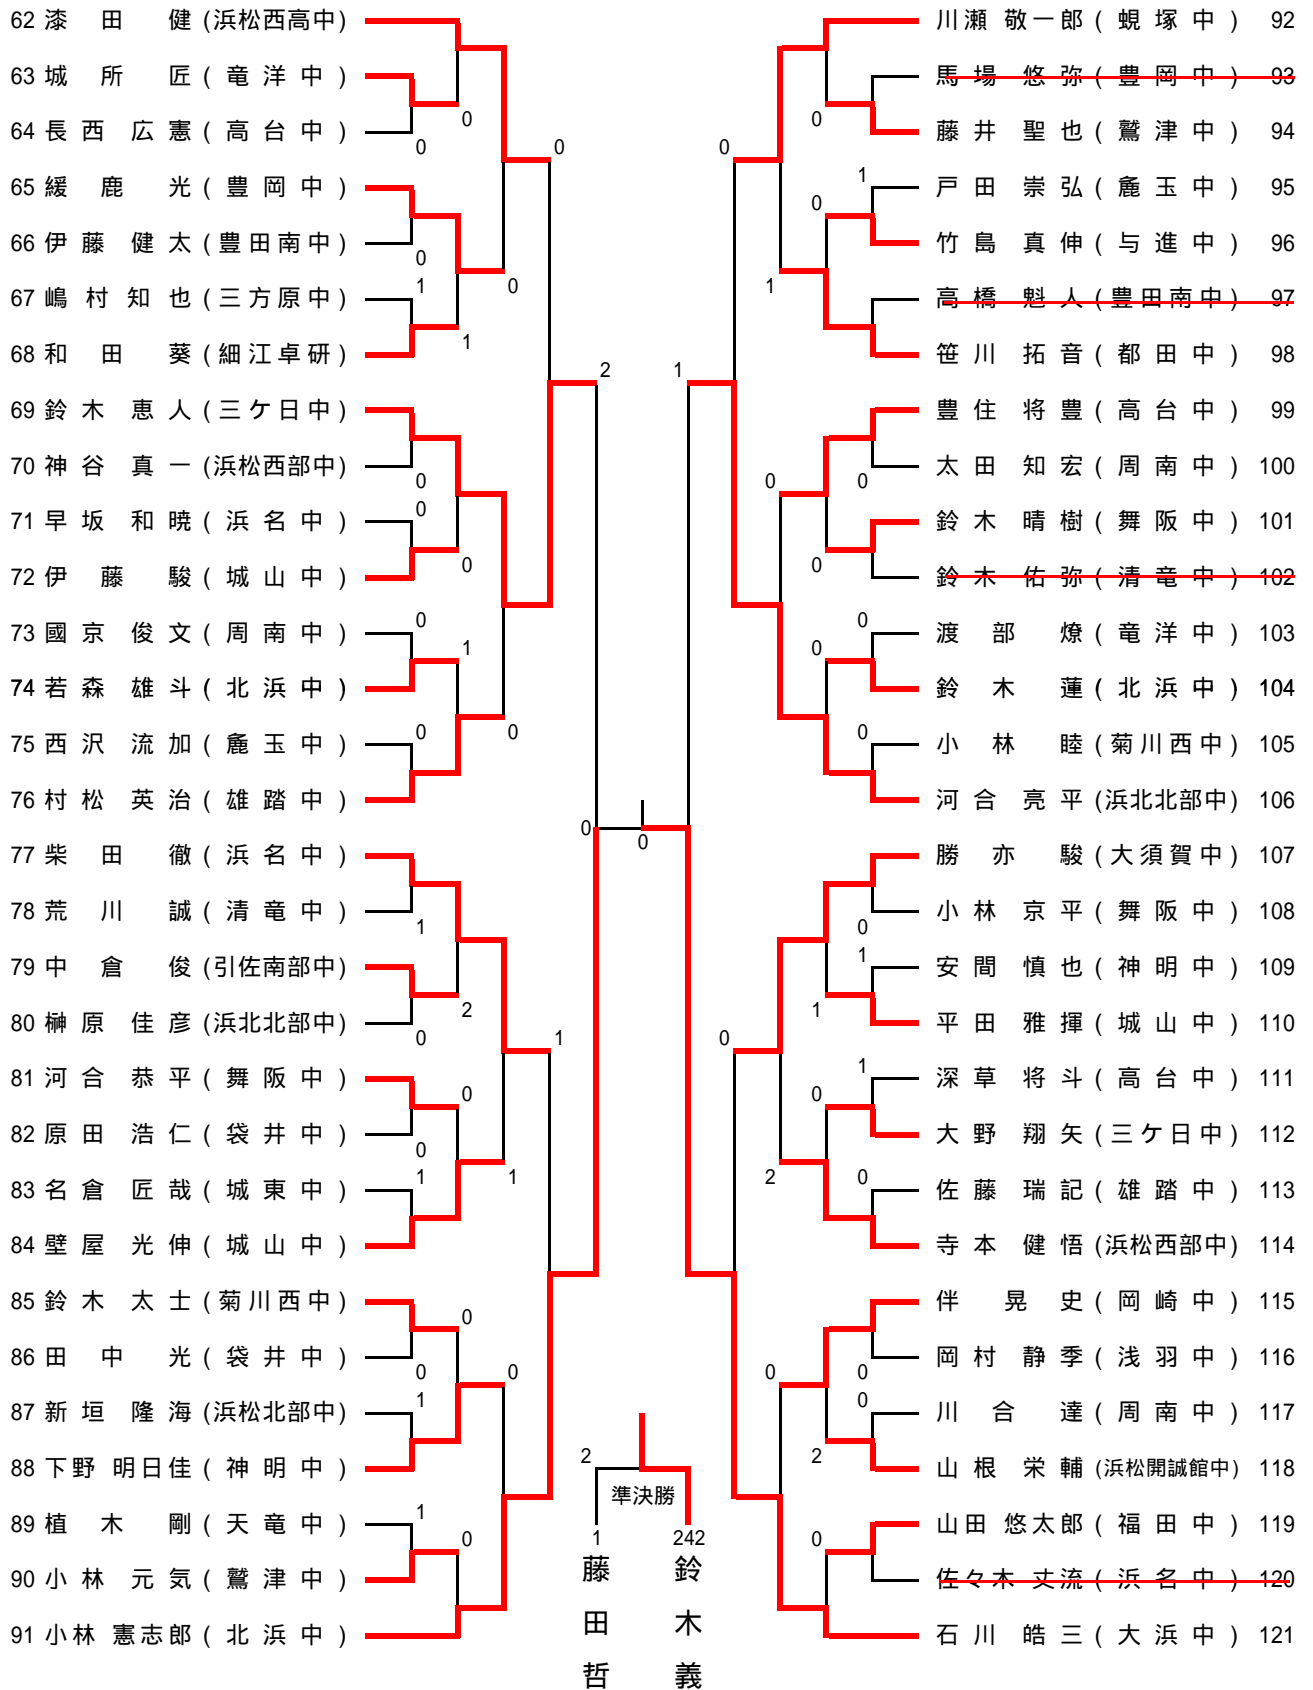 62 漆田 健 (浜松西高中)
63 城所 匠 (竜洋中)
64 長西広憲 (高台中)
65 緩鹿 光 (豊岡中)
66 伊藤健太 (豊田南中)
67 嶋村知也 (三方原中)
68 和田 葵 (細江卓研)
69 鈴木恵人 (三ケ日中)
70 神谷真一 (浜松西部中)
71 早坂和暁 (浜名中)
72 伊藤 駿 (城山中)
73 國京俊文 (周南中)
74 若森雄斗 (北浜中)
75 西沢流加 (麁玉中)
76 村松英治 (雄踏中)
77 柴田 徹 (浜名中)
78 荒川 誠 (清竜中)
79 中倉 俊 (引佐南部中)
80 榊原佳彦 (浜北北部中)
81 河合恭平 (舞阪中)
82 原田浩仁 (袋井中)
83 名倉匠哉 (城東中)
84 壁屋光伸 (城山中)
85 鈴木太士 (菊川西中)
86 田中 光 (袋井中)
87 新垣隆海 (浜松北部中)
88 下野 明日佳 (神明中)
89 植木 剛 (天竜中)
90 小林元気 (鷲津中)
91 小林 憲志郎 (北浜中)
0
0
0
0
1
1
0
0
0
0
0
0
1
0
0
2
1
2
0
0
0
1
1
1
0
0
1
0
1
0
0
0
2
準決勝
1
242
藤田哲
鈴木義
川瀬 敬一郎 (蜆塚中) 92
馬場悠弥 (豊岡中) 93
藤井聖也 (鷲津中) 94
戸田崇弘 (麁玉中) 95
竹島真伸 (与進中) 96
高橋魁人 (豊田南中) 97
笹川拓音 (都田中) 98
豊住将豊 (高台中) 99
太田知宏 (周南中) 100
鈴木晴樹 (舞阪中) 101
鈴木佑弥 (清竜中) 102
渡部 燎 (竜洋中) 103
鈴木 蓮 (北浜中) 104
小林 睦 (菊川西中) 105
河合亮平 (浜北北部中) 106
勝亦 駿 (大須賀中) 107
小林京平 (舞阪中) 108
安間慎也 (神明中) 109
平田雅揮 (城山中) 110
深草将斗 (高台中) 111
大野翔矢 (三ケ日中) 112
佐藤瑞記 (雄踏中) 113
寺本健悟 (浜松西部中) 114
伴 晃史 (岡崎中) 115
岡村静季 (浅羽中) 116
川合 達 (周南中) 117
山根栄輔 (浜松開誠館中) 118
山田 悠太郎 (福田中) 119
佐々木 丈流 (浜名中) 120
石川皓三 (大浜中) 121
0
0
1
0
1
1
0
0
0
0
0
0
0
1
1
0
1
0
2
0
0
0
0
2
0